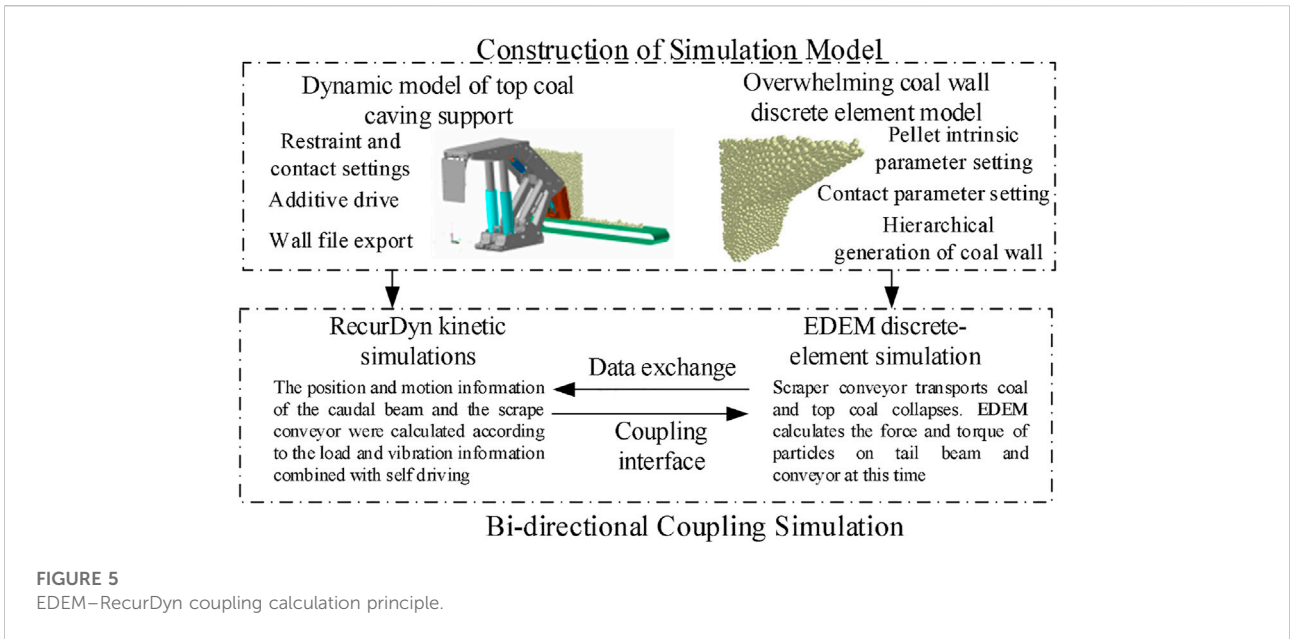 Construction of Simulation Model
Dynamic model of top coal
caving support
Restraint and
contact settings
Additive drive
Wall file export
Overwhelming coal wall
discrete element model
Pellet intrinsic
parameter setting
Contact parameter setting
Hierarchical
generation of coal wall
RecurDyn kinetic
simulations
The position and motion information
of the caudal beam and the scrape
conveyor were calculated according
to the load and vibration information
combined with self driving
Data exchange
Coupling
interface
EDEM discrete-
element simulation
Scraper conveyor transports coal
and top coal collapses. EDEM
calculates the force and torque of
particles on tail beam and
conveyor at this time
Bi-directional Coupling Simulation
FIGURE 5
EDEM–RecurDyn coupling calculation principle.